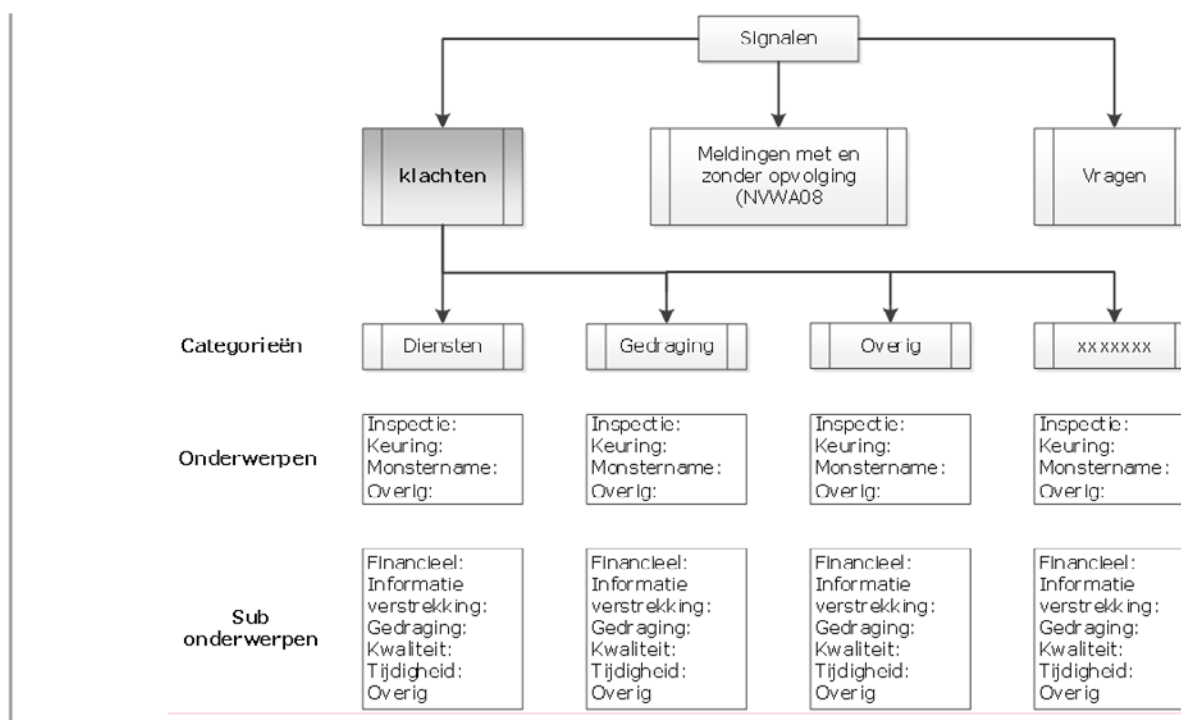 Signalen
klachten
Meldingen met en
zonder opvolging
(NVWA08
Vragen
Categorieën
Diensten
Gedraging
Overig
xxxxxxx
Onderwerpen
Inspectie:
Keuring:
Monstername:
Overig:
Inspectie:
Keuring:
Monstername:
Overig:
Inspectie:
Keuring:
Monstername:
Overig:
Inspectie:
Keuring:
Monstername:
Overig:
Sub
onderwerpen
Financieel:
Informatie
verstrekking:
Gedraging:
Kwaliteit:
Tijdigheid:
Overig
Financieel:
Informatie
verstrekking:
Gedraging:
Kwaliteit:
Tijdigheid:
Overig
Financieel:
Informatie
verstrekking:
Gedraging:
Kwaliteit:
Tijdigheid:
Overig
Financieel:
Informatie
verstrekking:
Gedraging:
Kwaliteit:
Tijdigheid:
Overig